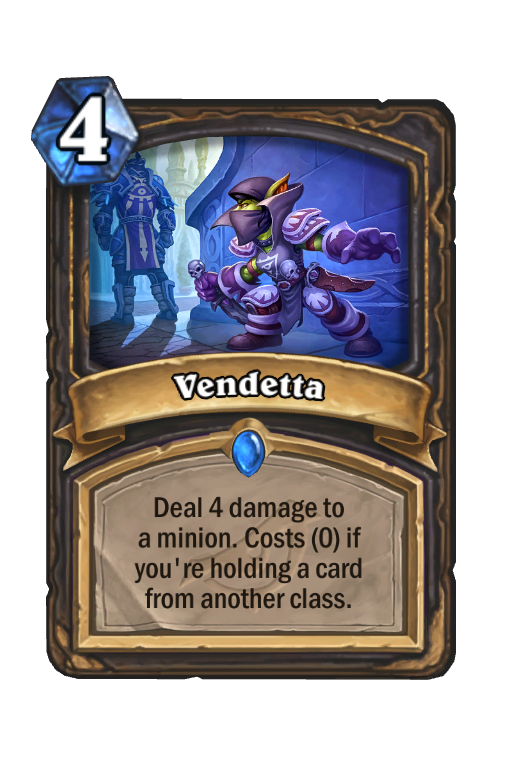 4
Vendetta
Deal 4 damage to
a minion. Costs (0) if
you're holding a card
from another class.